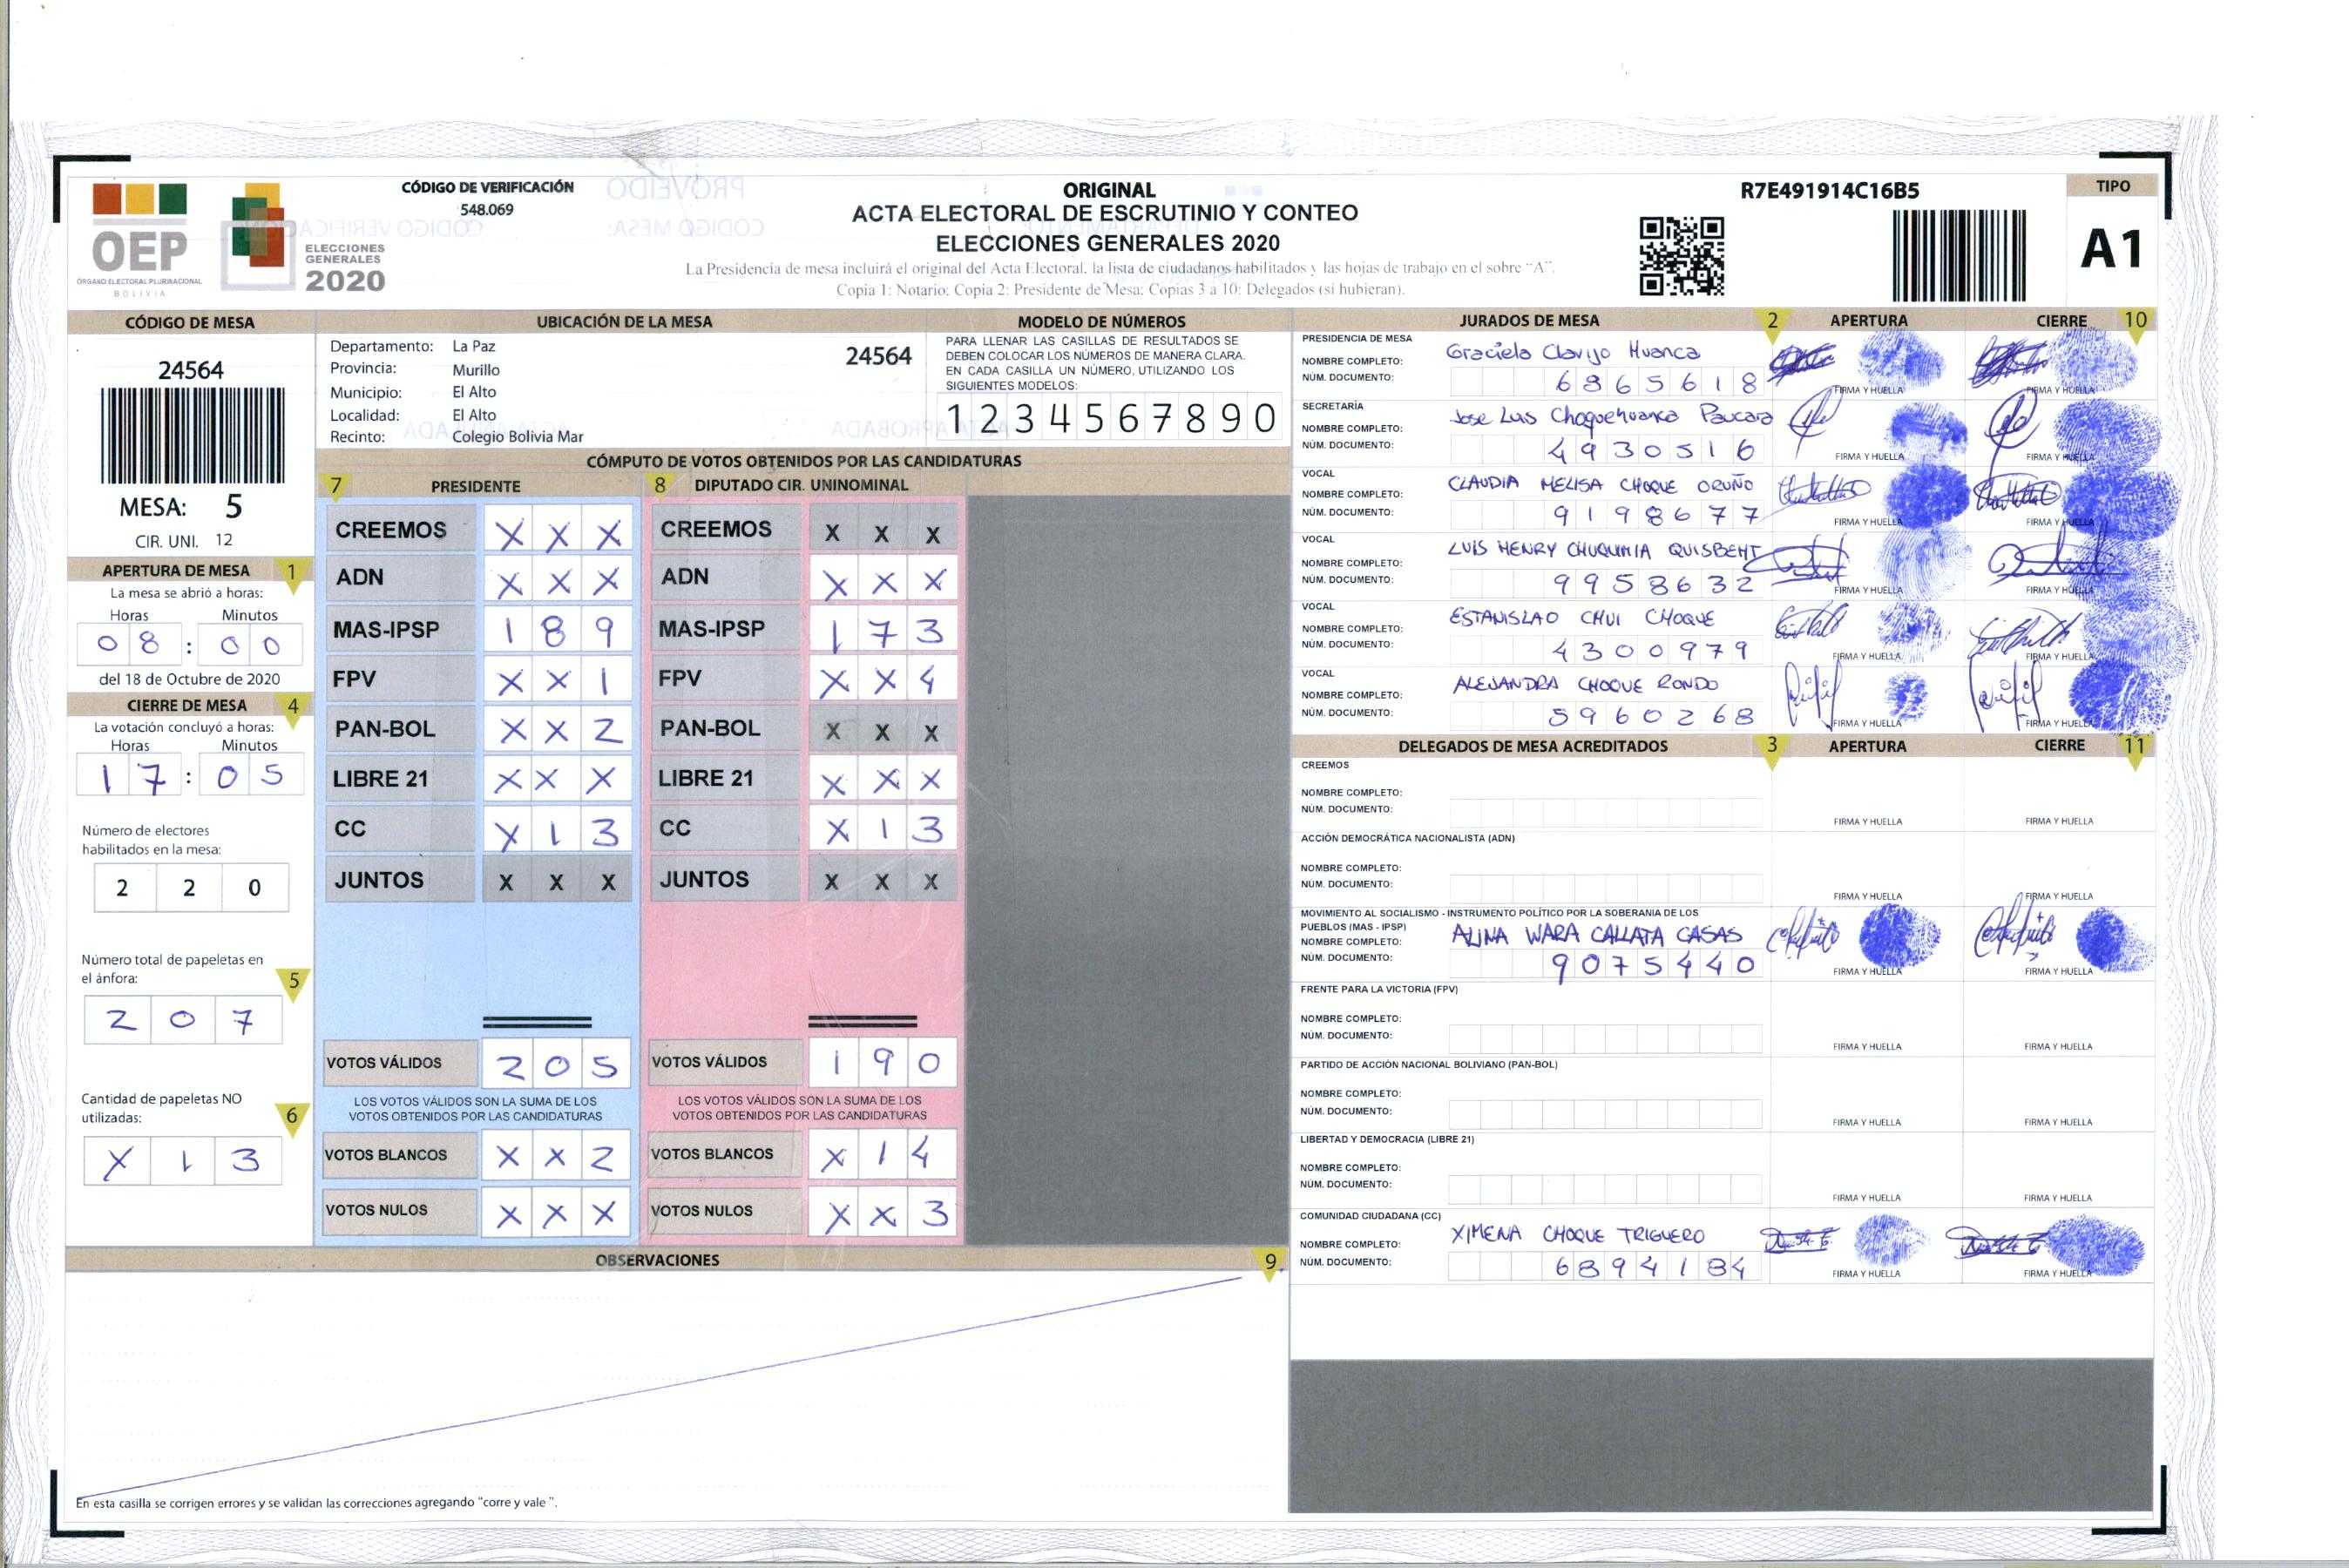 CÓDIGO DE VERIFICACIÓN
548.069
OEP
ÓRGANO ELECTORAL PLURINACIONAL
BOLIVIA
ELECCIONES
GENERALES
2020
ORIGINAL
ACTA ELECTORAL DE ESCRUTINIO Y CONTEO
ELECCIONES GENERALES 2020
La Presidencia de mesa incluirá el original del Acta Electoral, la lista de ciudadanos habilitados y las hojas de trabajo en el sobre "A".
Copia 1: Notario; Copia 2: Presidente de Mesa; Copias 3 a 10: Delegados (si hubieran).
R7E491914C16B5
TIPO
A1
CÓDIGO DE MESA
24564
MESA: 5
CIR. UNI. 12
APERTURA DE MESA 1
La mesa se abrió a horas:
Horas Minutos
08 : 00
del 18 de Octubre de 2020
CIERRE DE MESA 4
La votación concluyó a horas:
Horas Minutos
17 : 05
Número de electores
habilitados en la mesa:
2 2 0
Número total de papeletas en
el ánfora: 5
2 0 7
Cantidad de papeletas NO
utilizadas: 6
X 1 3
UBICACIÓN DE LA MESA
Departamento: La Paz 24564
Provincia: Murillo
Municipio: El Alto
Localidad: El Alto
Recinto: Colegio Bolivia Mar
MODELO DE NÚMEROS
PARA LLENAR LAS CASILLAS DE RESULTADOS SE
DEBEN COLOCAR LOS NÚMEROS DE MANERA CLARA.
EN CADA CASILLA UN NÚMERO, UTILIZANDO LOS
SIGUIENTES MODELOS:
1 2 3 4 5 6 7 8 9 0
CÓMPUTO DE VOTOS OBTENIDOS POR LAS CANDIDATURAS
7 PRESIDENTE
CREEMOS X X X
ADN X X X
MAS-IPSP 1 8 9
FPV X X 1
PAN-BOL X X 2
LIBRE 21 X X X
CC X 1 3
JUNTOS X X X
VOTOS VÁLIDOS 2 0 5
LOS VOTOS VÁLIDOS SON LA SUMA DE LOS
VOTOS OBTENIDOS POR LAS CANDIDATURAS
VOTOS BLANCOS X X 2
VOTOS NULOS X X X
8 DIPUTADO CIR. UNINOMINAL
CREEMOS X X X
ADN X X X
MAS-IPSP 1 7 3
FPV X X 4
PAN-BOL X X X
LIBRE 21 X X X
CC X 1 3
JUNTOS X X X
VOTOS VÁLIDOS 1 9 0
LOS VOTOS VÁLIDOS SON LA SUMA DE LOS
VOTOS OBTENIDOS POR LAS CANDIDATURAS
VOTOS BLANCOS X 1 4
VOTOS NULOS X X 3
OBSERVACIONES 9
En esta casilla se corrigen errores y se validan las correcciones agregando "corre y vale ".
JURADOS DE MESA 2 APERTURA CIERRE 10
PRESIDENCIA DE MESA
NOMBRE COMPLETO: Graciela Clavijo Huanca
NÚM. DOCUMENTO: 6865618
FIRMA Y HUELLA FIRMA Y HUELLA
SECRETARÍA
NOMBRE COMPLETO: Jose Luis Choquehuanca Paucara
NÚM. DOCUMENTO: 4930516
FIRMA Y HUELLA FIRMA Y HUELLA
VOCAL
NOMBRE COMPLETO: CLAUDIA MELISA CHOQUE ORUÑO
NÚM. DOCUMENTO: 9198677
FIRMA Y HUELLA FIRMA Y HUELLA
VOCAL
NOMBRE COMPLETO: LUIS HENRY CHUQUIMIA QUISBERT
NÚM. DOCUMENTO: 9958632
FIRMA Y HUELLA FIRMA Y HUELLA
VOCAL
NOMBRE COMPLETO: ESTANISLAO CHUI CHOQUE
NÚM. DOCUMENTO: 4300979
FIRMA Y HUELLA FIRMA Y HUELLA
VOCAL
NOMBRE COMPLETO: ALEJANDRA CHOQUE RONDO
NÚM. DOCUMENTO: 5960268
FIRMA Y HUELLA FIRMA Y HUELLA
DELEGADOS DE MESA ACREDITADOS 3 APERTURA CIERRE 11
CREEMOS
NOMBRE COMPLETO:
NÚM. DOCUMENTO:
FIRMA Y HUELLA FIRMA Y HUELLA
ACCIÓN DEMOCRÁTICA NACIONALISTA (ADN)
NOMBRE COMPLETO:
NÚM. DOCUMENTO:
FIRMA Y HUELLA FIRMA Y HUELLA
MOVIMIENTO AL SOCIALISMO - INSTRUMENTO POLÍTICO POR LA SOBERANIA DE LOS
PUEBLOS (MAS - IPSP)
NOMBRE COMPLETO: ALINA WARA CALLATA CASAS
NÚM. DOCUMENTO: 9075440
FIRMA Y HUELLA FIRMA Y HUELLA
FRENTE PARA LA VICTORIA (FPV)
NOMBRE COMPLETO:
NÚM. DOCUMENTO:
FIRMA Y HUELLA FIRMA Y HUELLA
PARTIDO DE ACCIÓN NACIONAL BOLIVIANO (PAN-BOL)
NOMBRE COMPLETO:
NÚM. DOCUMENTO:
FIRMA Y HUELLA FIRMA Y HUELLA
LIBERTAD Y DEMOCRACIA (LIBRE 21)
NOMBRE COMPLETO:
NÚM. DOCUMENTO:
FIRMA Y HUELLA FIRMA Y HUELLA
COMUNIDAD CIUDADANA (CC)
NOMBRE COMPLETO: XIMENA CHOQUE TRIGUERO
NÚM. DOCUMENTO: 6894184
FIRMA Y HUELLA FIRMA Y HUELLA